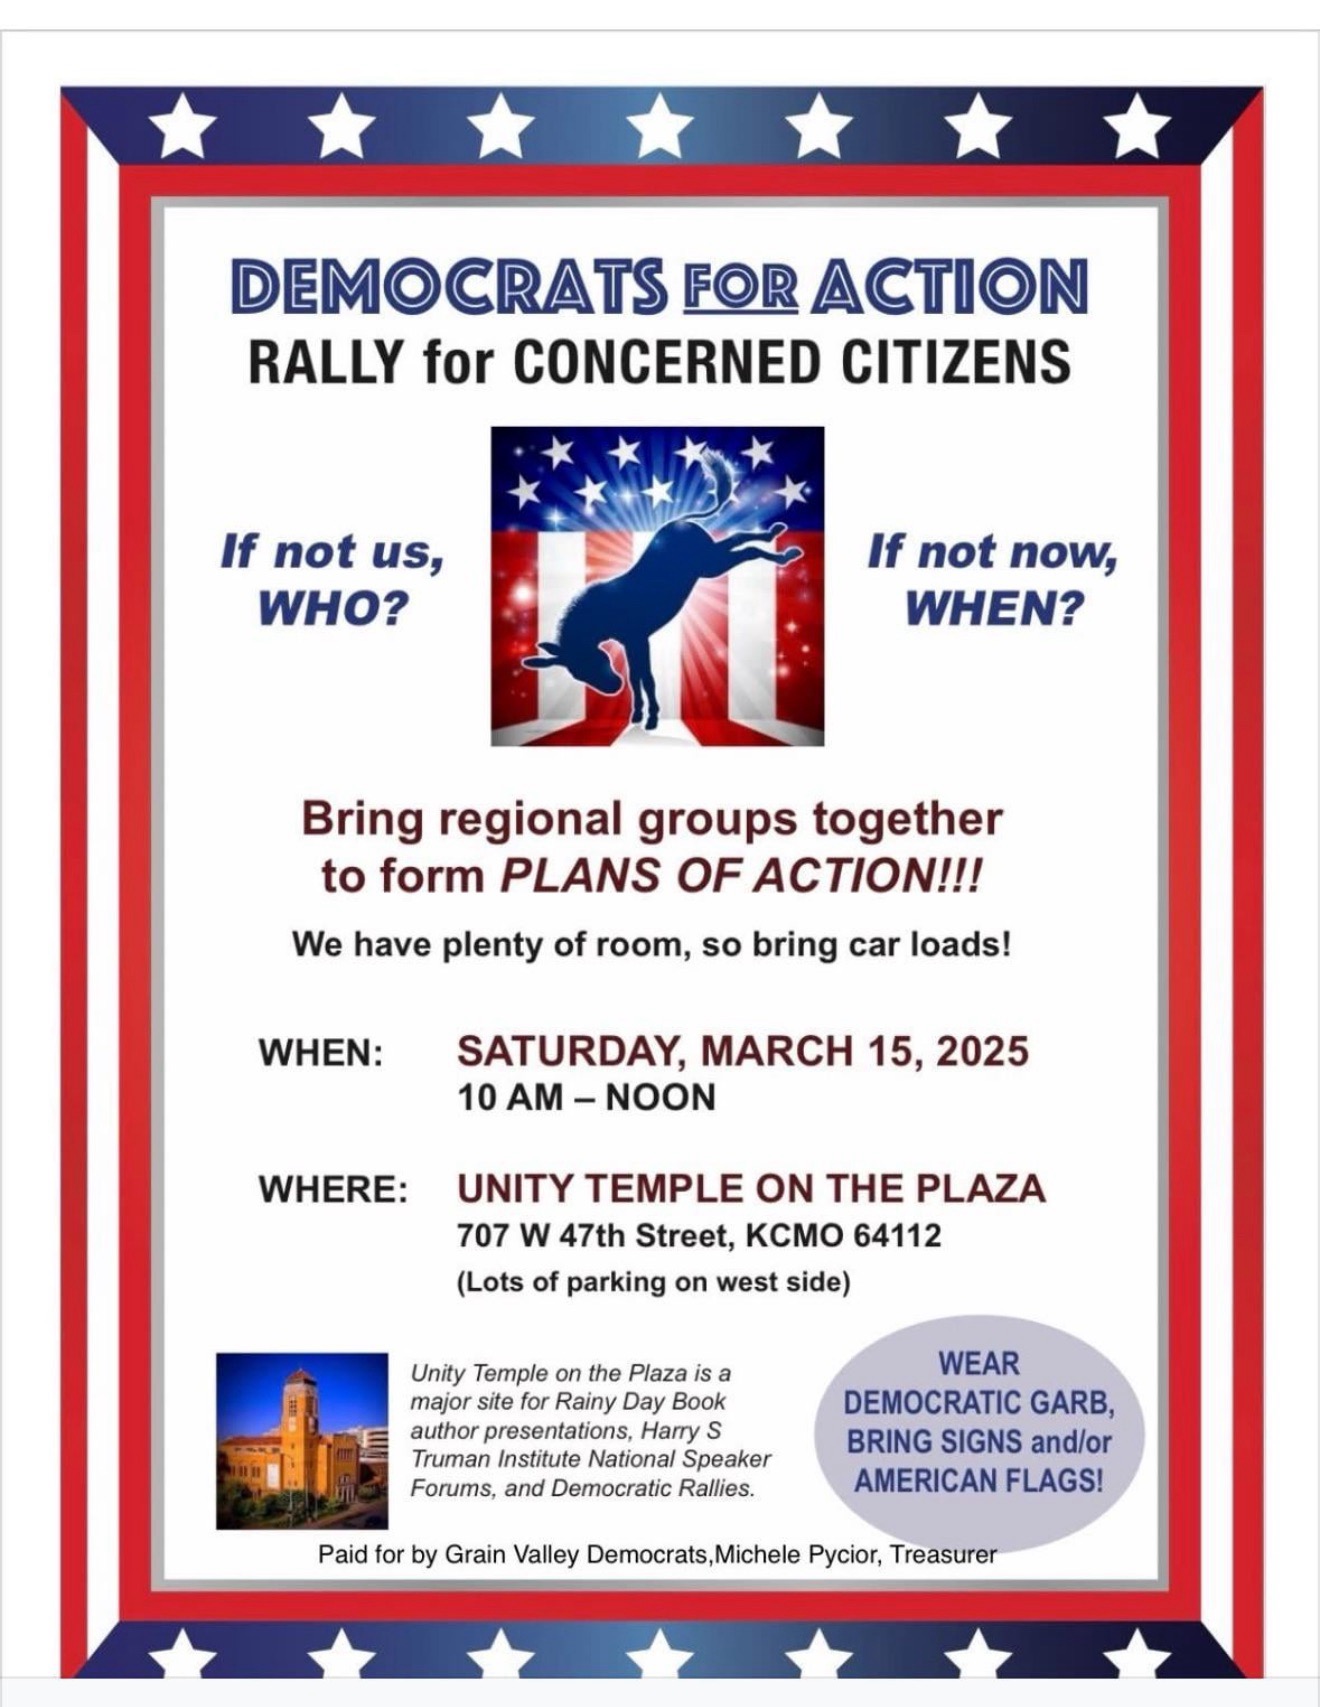 DEMOCRATS FOR ACTION
RALLY for CONCERNED CITIZENS
If not us,
WHO?
If not now,
WHEN?
Bring regional groups together
to form PLANS OF ACTION!!!
We have plenty of room, so bring car loads!
WHEN: SATURDAY, MARCH 15, 2025
10 AM – NOON
WHERE: UNITY TEMPLE ON THE PLAZA
707 W 47th Street, KCMO 64112
(Lots of parking on west side)
Unity Temple on the Plaza is a
major site for Rainy Day Book
author presentations, Harry S
Truman Institute National Speaker
Forums, and Democratic Rallies.
WEAR
DEMOCRATIC GARB,
BRING SIGNS and/or
AMERICAN FLAGS!
Paid for by Grain Valley Democrats,Michele Pycior, Treasurer